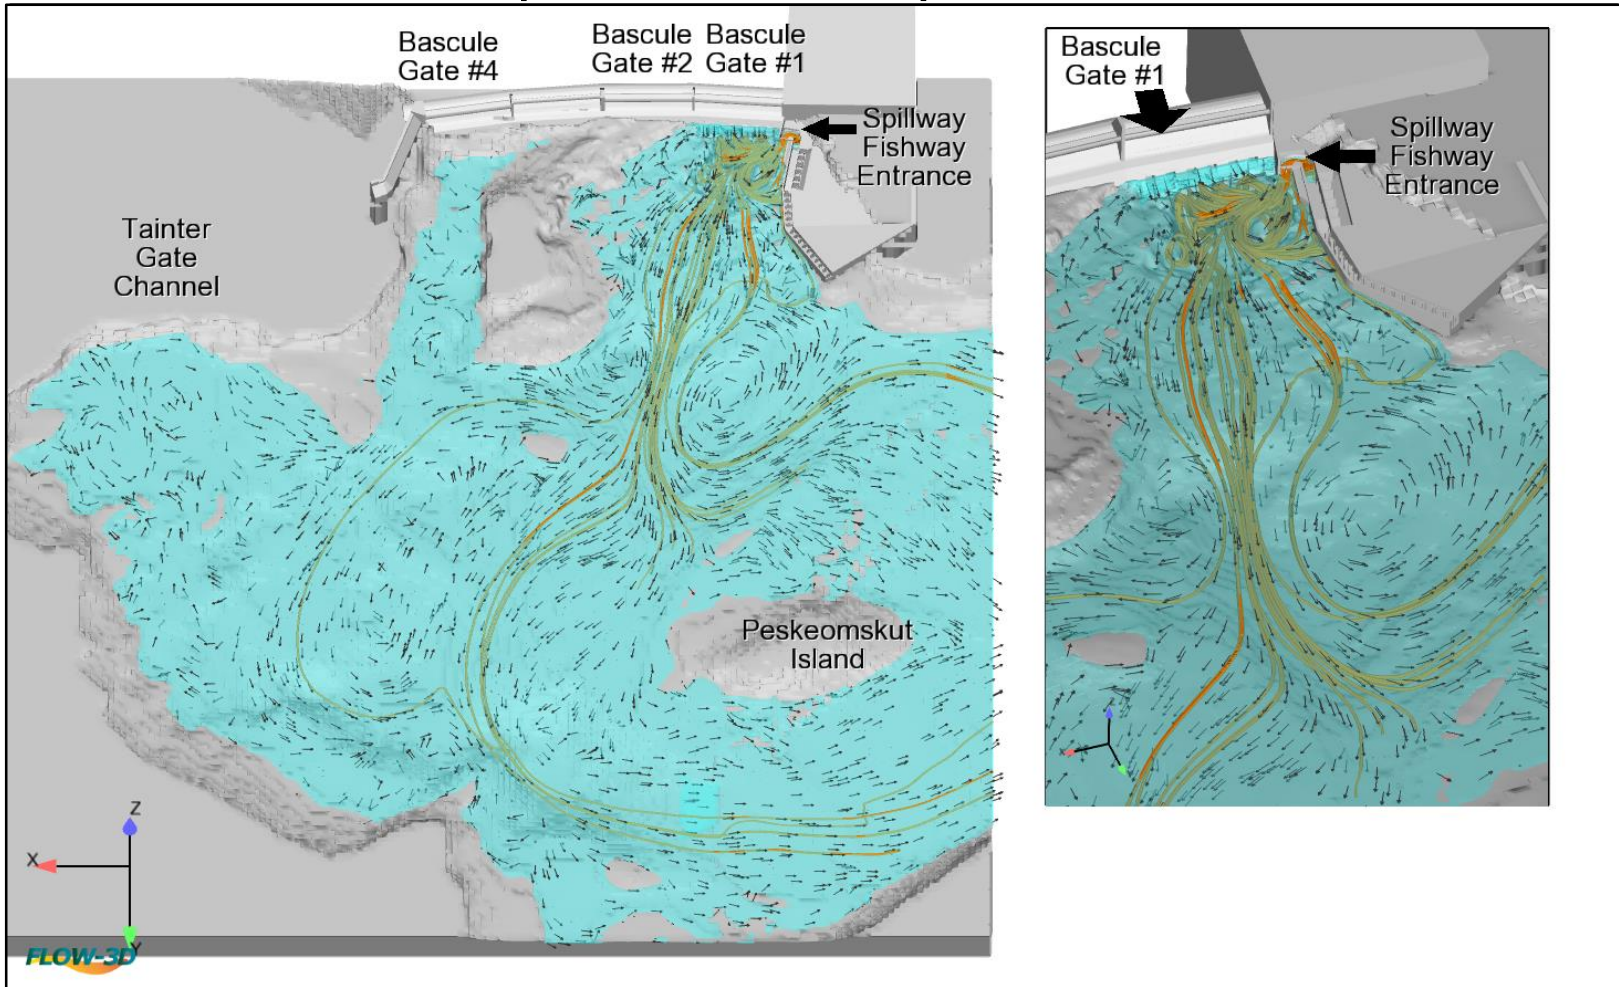 Bascule
Gate #4
Bascule
Gate #2
Bascule
Gate #1
Spillway
Fishway
Entrance
Tainter
Gate
Channel
Peskeomskut
Island
Z
X
Y
FLOW-3D
Bascule
Gate #1
Spillway
Fishway
Entrance